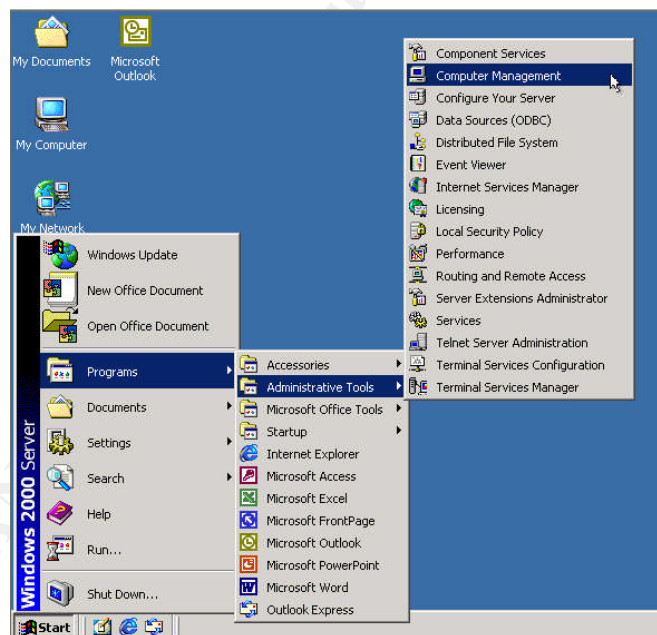 My Documents
Microsoft
Outlook
My Computer
My Network
Component Services
Computer Management
Configure Your Server
Data Sources (ODBC)
Distributed File System
Event Viewer
Internet Services Manager
Licensing
Local Security Policy
Performance
Routing and Remote Access
Server Extensions Administrator
Services
Telnet Server Administration
Terminal Services Configuration
Terminal Services Manager
Windows Update
New Office Document
Open Office Document
Programs
Documents
Settings
Search
Help
Run...
Shut Down...
Windows 2000 Server
Accessories
Administrative Tools
Microsoft Office Tools
Startup
Internet Explorer
Microsoft Access
Microsoft Excel
Microsoft FrontPage
Microsoft Outlook
Microsoft PowerPoint
Microsoft Word
Outlook Express
Start